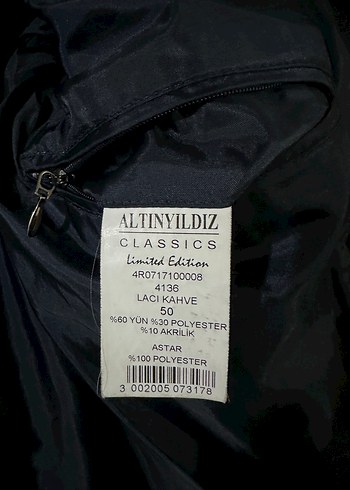 ALTINYILDIZ
CLASSICS
Limited Edition
4R0717100008
4136
LACI KAHVE
50
%60 YÜN %30 POLYESTER
%10 AKRİLİK
ASTAR
%100 POLYESTER
3 002005 073178